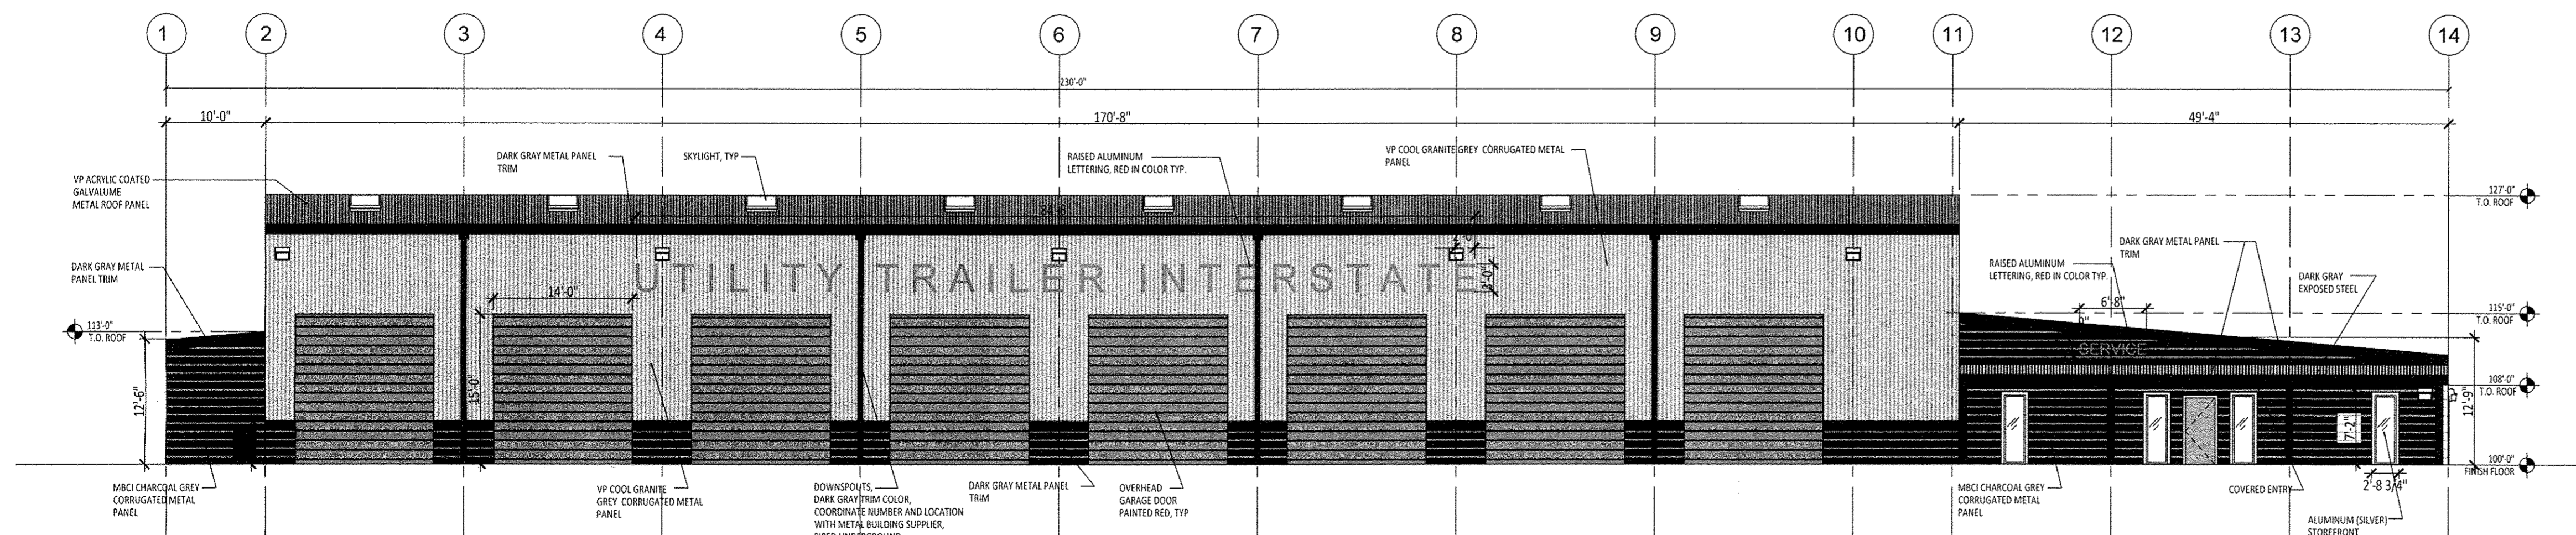 1 2 3 4 5 6 7 8 9 10 11 12 13 14
230'-0"
10'-0" 170'-8" 49'-4"
VP ACRYLIC COATED
GALVALUME
METAL ROOF PANEL
DARK GRAY METAL PANEL
TRIM
SKYLIGHT, TYP
RAISED ALUMINUM
LETTERING, RED IN COLOR TYP.
VP COOL GRANITE GREY CORRUGATED METAL
PANEL
127'-0"
T.O. ROOF
84'-6"
DARK GRAY METAL
PANEL TRIM
UTILITY TRAILER INTERSTATE
3'-0"
14'-0"
15'-0"
RAISED ALUMINUM
LETTERING, RED IN COLOR TYP.
DARK GRAY METAL PANEL
TRIM
DARK GRAY
EXPOSED STEEL
6'-8"
115'-0"
T.O. ROOF
113'-0"
T.O. ROOF
12'-6"
SERVICE
108'-0"
T.O. ROOF
12'-9"
7'-2"
100'-0"
FINISH FLOOR
2'-8 3/4"
MBCI CHARCOAL GREY
CORRUGATED METAL
PANEL
VP COOL GRANITE
GREY CORRUGATED METAL
PANEL
DOWNSPOUTS,
DARK GRAY TRIM COLOR,
COORDINATE NUMBER AND LOCATION
WITH METAL BUILDING SUPPLIER,
DARK GRAY METAL PANEL
TRIM
OVERHEAD
GARAGE DOOR
PAINTED RED, TYP
MBCI CHARCOAL GREY
CORRUGATED METAL
PANEL
COVERED ENTRY
ALUMINUM (SILVER)
STOREFRONT